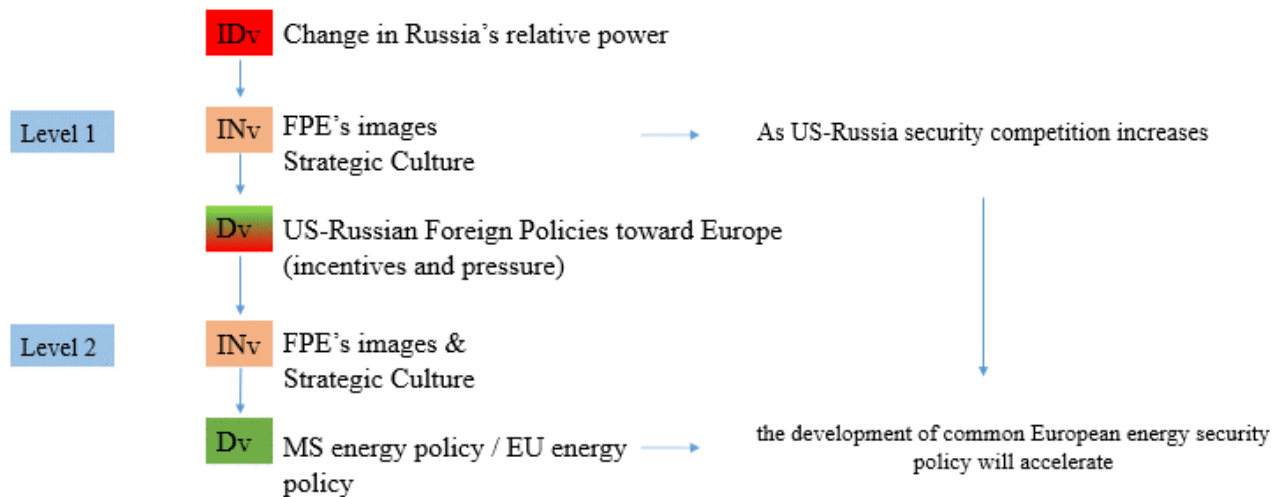 IDv Change in Russia's relative power
Level 1
INv FPE's images
Strategic Culture
As US-Russia security competition increases
Dv US-Russian Foreign Policies toward Europe
(incentives and pressure)
Level 2
INv FPE's images &
Strategic Culture
Dv MS energy policy / EU energy
policy
the development of common European energy security
policy will accelerate